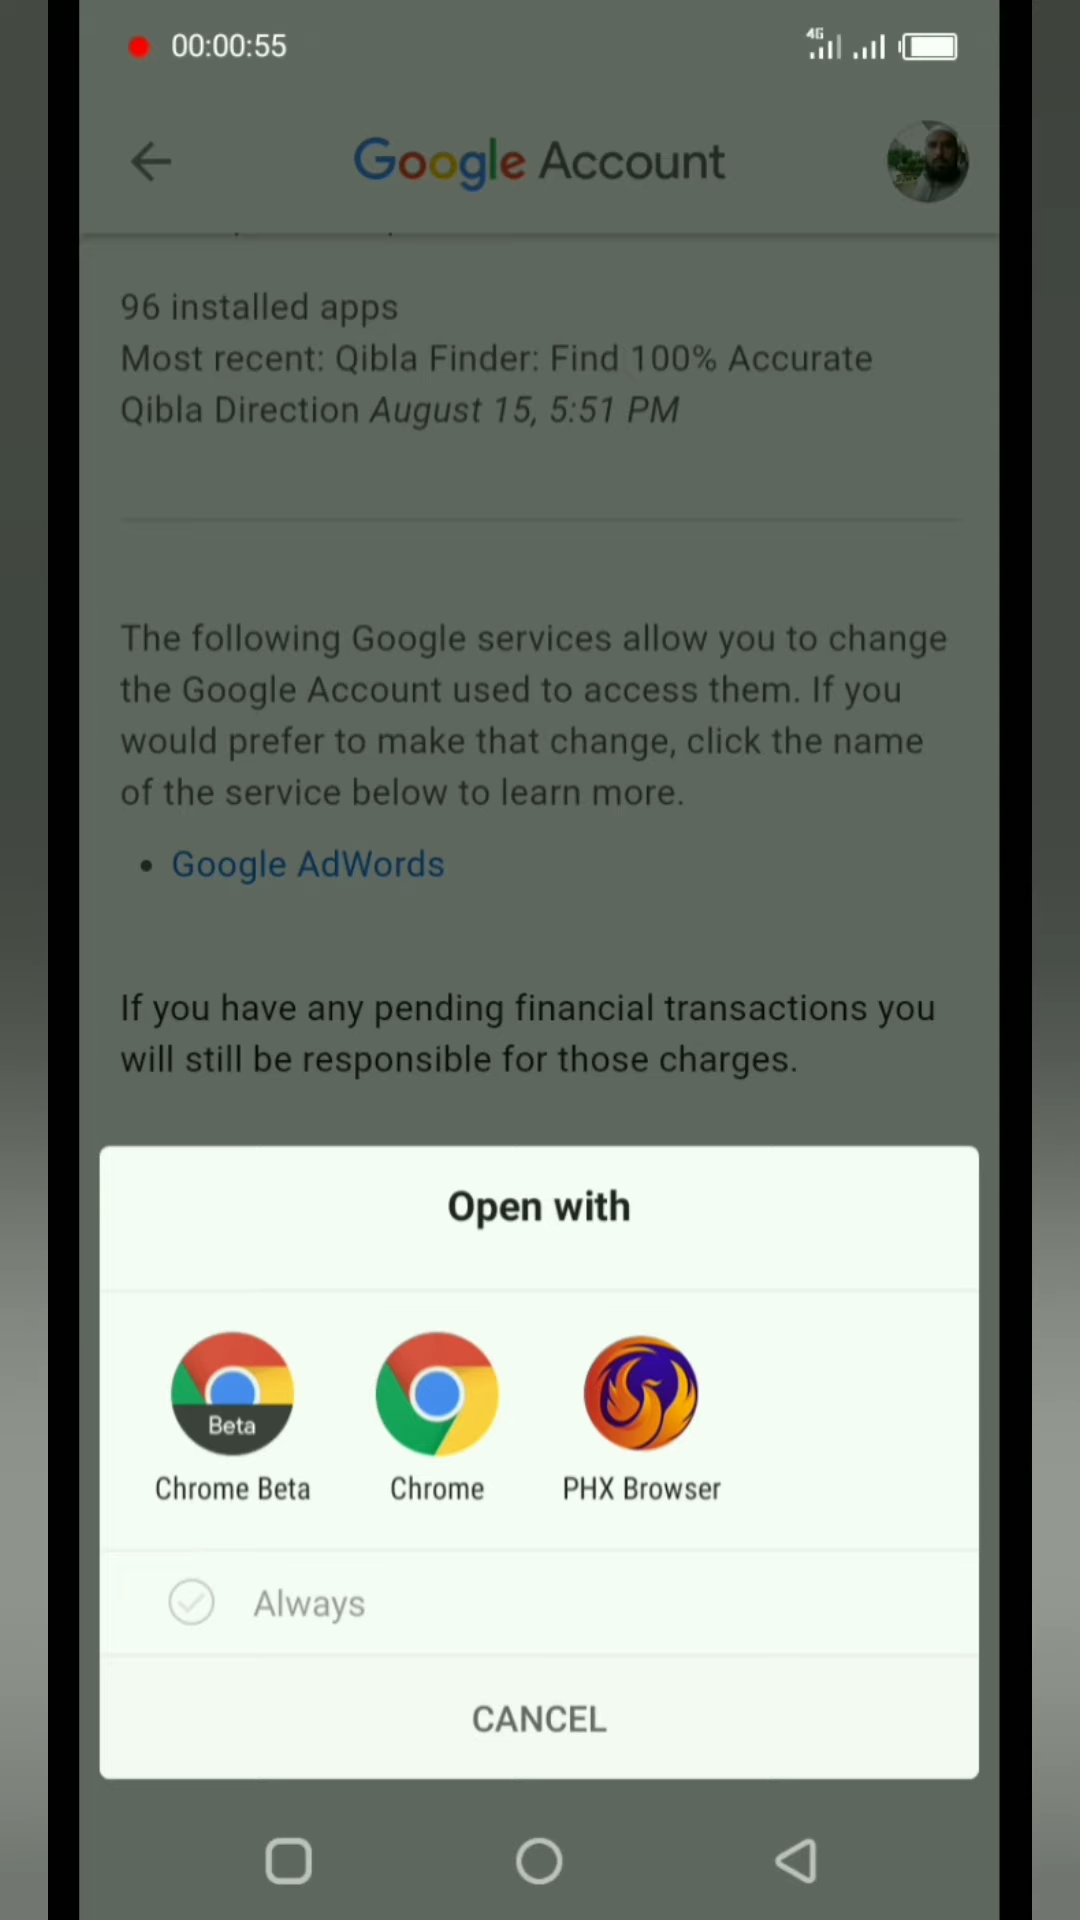 00:00:55
4G
Google Account
96 installed apps
Most recent: Qibla Finder: Find 100% Accurate
Qibla Direction August 15, 5:51 PM
The following Google services allow you to change
the Google Account used to access them. If you
would prefer to make that change, click the name
of the service below to learn more.
• Google AdWords
If you have any pending financial transactions you
will still be responsible for those charges.
Open with
Beta
Chrome Beta
Chrome
PHX Browser
Always
CANCEL